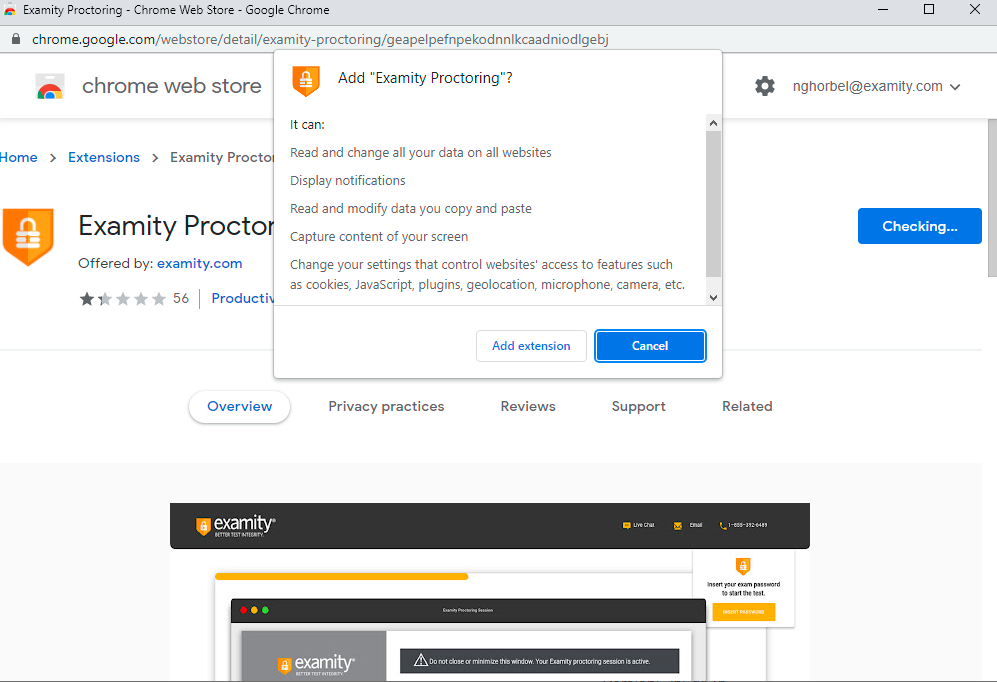 Examity Proctoring - Chrome Web Store - Google Chrome
chrome.google.com/webstore/detail/examity-proctoring/geapelpefnpekodnnlkcaadniodlgebj
chrome web store
nghorbel@examity.com
Add "Examity Proctoring"?
It can:
Read and change all your data on all websites
Display notifications
Read and modify data you copy and paste
Capture content of your screen
Change your settings that control websites' access to features such
as cookies, JavaScript, plugins, geolocation, microphone, camera, etc.
Add extension
Cancel
Home > Extensions > Examity Proctor
Examity Proctor
Checking...
Offered by: examity.com
56
Productiv
Overview
Privacy practices
Reviews
Support
Related
examity
BETTER TEST INTEGRITY.
Live Chat
Email
1-855-392-6489
Insert your exam password
to start the test.
INSERT PASSWORD
Examity Proctoring Session
examity
BETTER TEST INTEGRITY.
Do not close or minimize this window. Your Examity proctoring session is active.